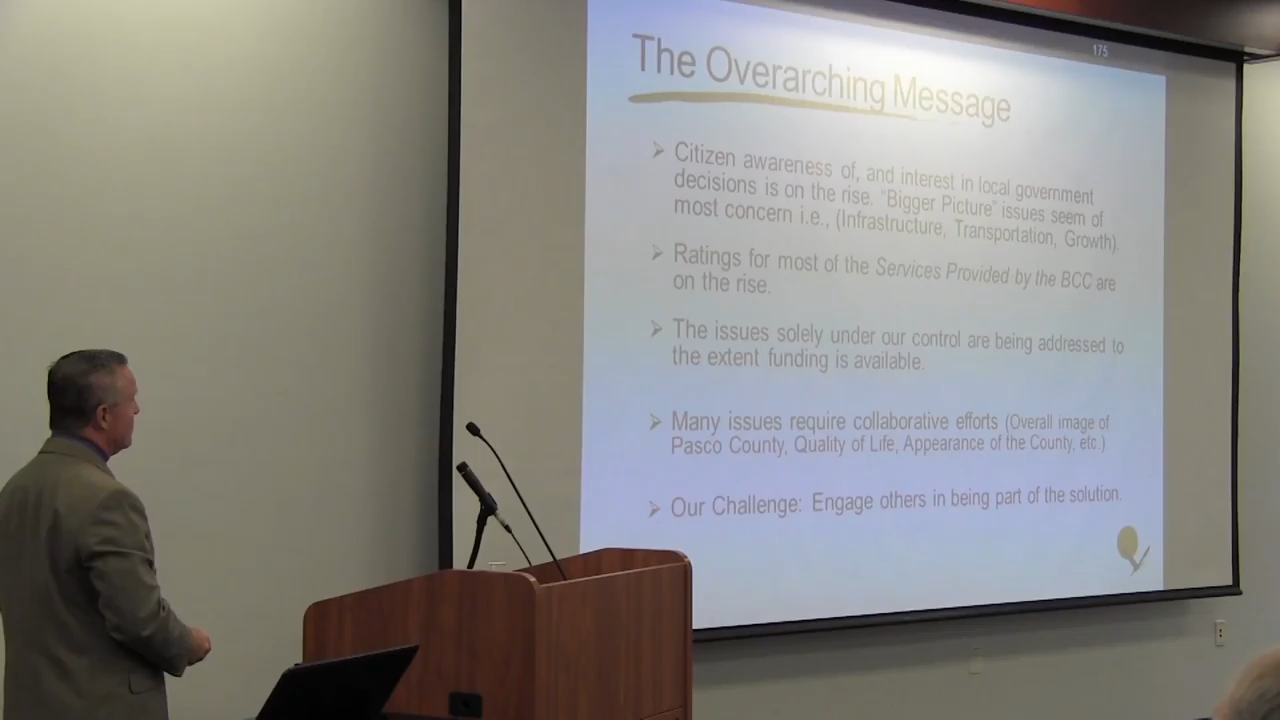 175
The Overarching Message
Citizen awareness of, and interest in local government
decisions is on the rise. "Bigger Picture" issues seem of
most concern i.e., (Infrastructure, Transportation, Growth).
Ratings for most of the Services Provided by the BCC are
on the rise.
The issues solely under our control are being addressed to
the extent funding is available.
Many issues require collaborative efforts (Overall image of
Pasco County, Quality of Life, Appearance of the County, etc.)
Our Challenge: Engage others in being part of the solution.